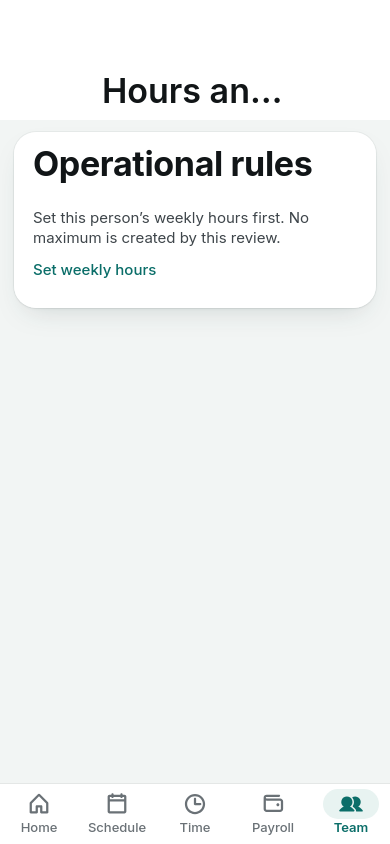 Hours an...
Operational rules
Set this person’s weekly hours first. No
maximum is created by this review.
Set weekly hours
Home
Schedule
Time
Payroll
Team